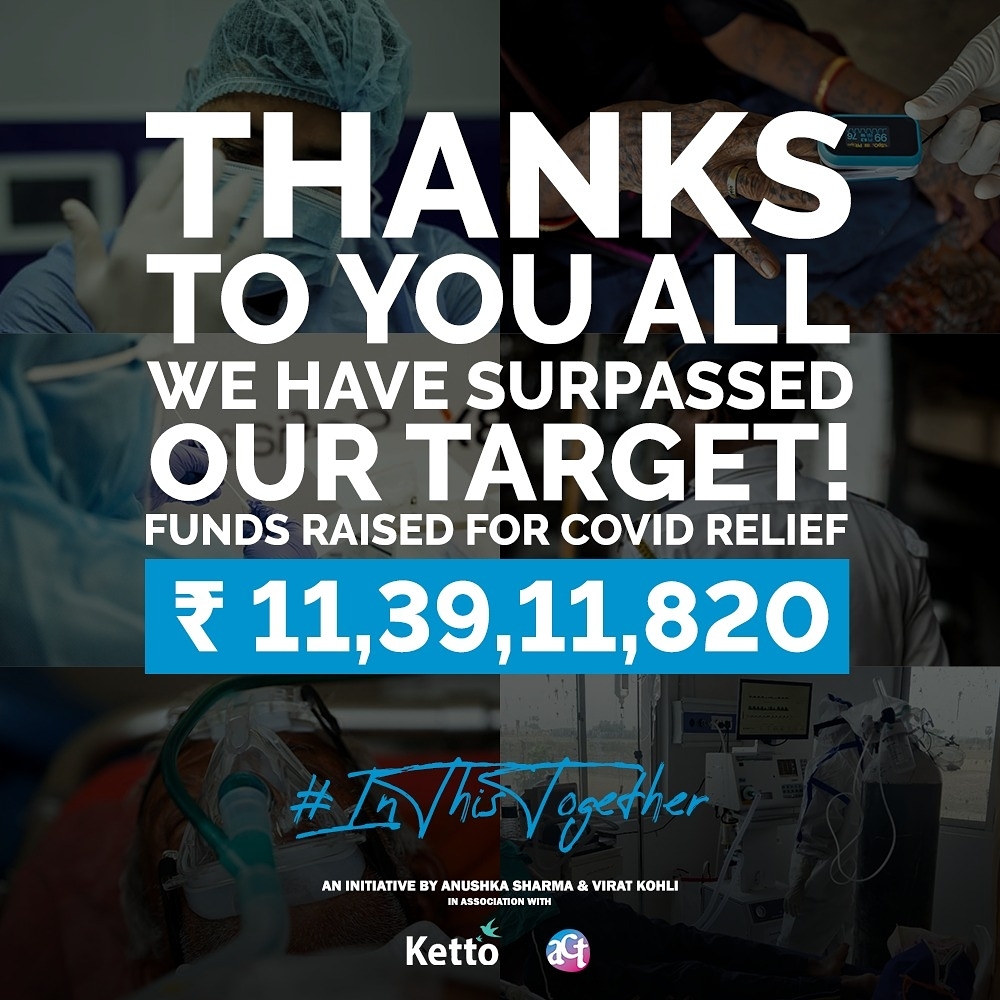 THANKS
TO YOU ALL
WE HAVE SURPASSED
OUR TARGET!
FUNDS RAISED FOR COVID RELIEF
₹ 11,39,11,820
#InThisTogether
AN INITIATIVE BY ANUSHKA SHARMA & VIRAT KOHLI
IN ASSOCIATION WITH
Ketto act